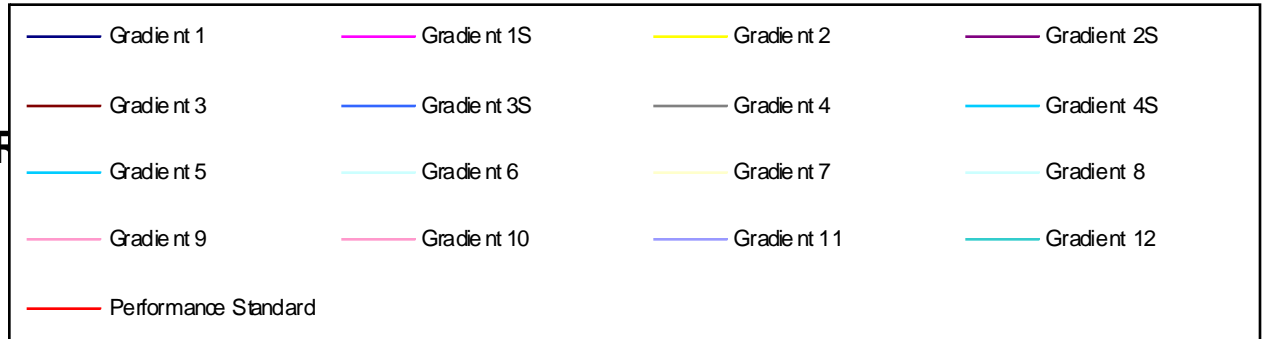 Gradient 1 Gradient 1S Gradient 2 Gradient 2S
Gradient 3 Gradient 3S Gradient 4 Gradient 4S
Gradient 5 Gradient 6 Gradient 7 Gradient 8
Gradient 9 Gradient 10 Gradient 11 Gradient 12
Performance Standard